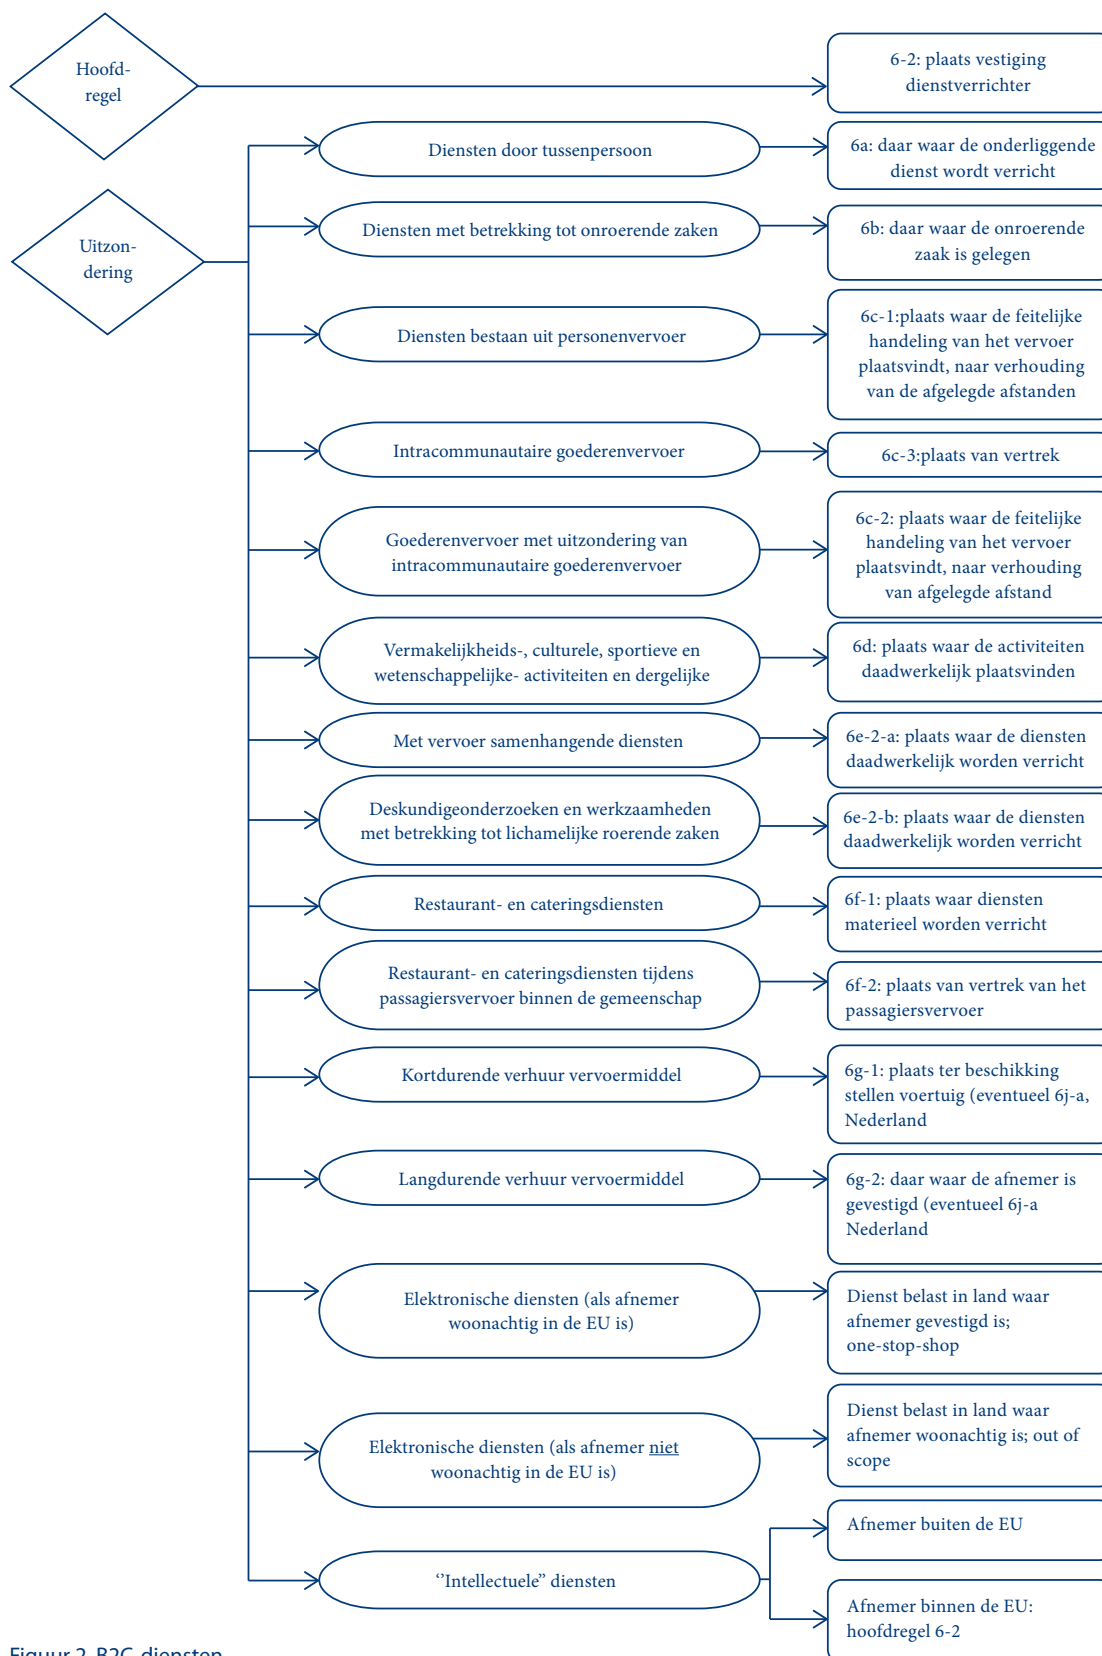 Hoofd-
regel
6-2: plaats vestiging
dienstverrichter
Uitzon-
dering
Diensten door tussenpersoon
6a: daar waar de onderliggende
dienst wordt verricht
Diensten met betrekking tot onroerende zaken
6b: daar waar de onroerende
zaak is gelegen
Diensten bestaan uit personenvervoer
6c-1:plaats waar de feitelijke
handeling van het vervoer
plaatsvindt, naar verhouding
van de afgelegde afstanden
Intracommunautaire goederenvervoer
6c-3:plaats van vertrek
Goederenvervoer met uitzondering van
intracommunautaire goederenvervoer
6c-2: plaats waar de feitelijke
handeling van het vervoer
plaatsvindt, naar verhouding
van afgelegde afstand
Vermakelijkheids-, culturele, sportieve en
wetenschappelijke- activiteiten en dergelijke
6d: plaats waar de activiteiten
daadwerkelijk plaatsvinden
Met vervoer samenhangende diensten
6e-2-a: plaats waar de diensten
daadwerkelijk worden verricht
Deskundigeonderzoeken en werkzaamheden
met betrekking tot lichamelijke roerende zaken
6e-2-b: plaats waar de diensten
daadwerkelijk worden verricht
Restaurant- en cateringsdiensten
6f-1: plaats waar diensten
materieel worden verricht
Restaurant- en cateringsdiensten tijdens
passagiersvervoer binnen de gemeenschap
6f-2: plaats van vertrek van het
passagiersvervoer
Kortdurende verhuur vervoermiddel
6g-1: plaats ter beschikking
stellen voertuig (eventueel 6j-a,
Nederland
Langdurende verhuur vervoermiddel
6g-2: daar waar de afnemer is
gevestigd (eventueel 6j-a
Nederland
Elektronische diensten (als afnemer
woonachtig in de EU is)
Dienst belast in land waar
afnemer gevestigd is;
one-stop-shop
Elektronische diensten (als afnemer niet
woonachtig in de EU is)
Dienst belast in land waar
afnemer woonachtig is; out of
scope
‘’Intellectuele” diensten
Afnemer buiten de EU
Afnemer binnen de EU:
hoofdregel 6-2
Figuur 2 B2C-diensten